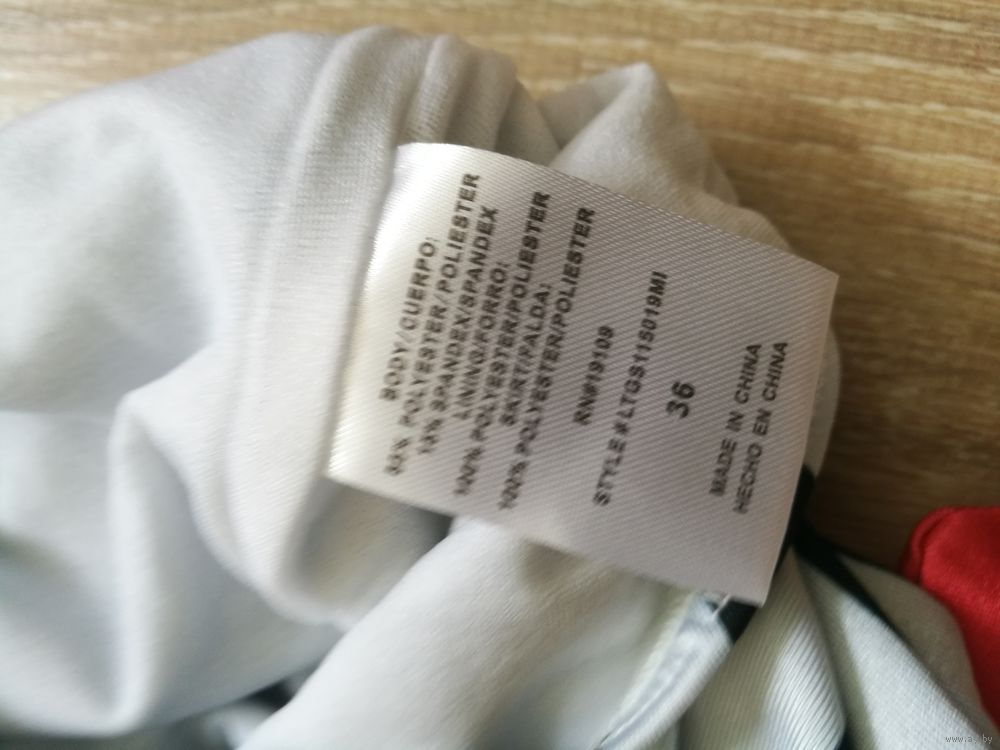 BODY/CUERPO:
POLYESTER/POLIESTER
SPANDEX/SPANDEX
LINING/FORRO:
100% POLYESTER/POLIESTER
SKIRT/FALDA:
100% POLYESTER/POLIESTER
RN#19109
STYLE #LTGS11S019MI
36
MADE IN CHINA
HECHO EN CHINA